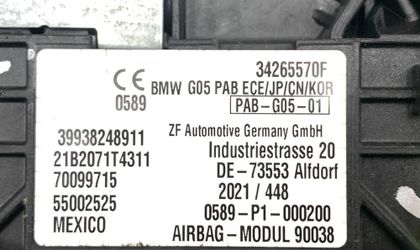 34265570F
CE BMW G05 PAB ECE/JP/CN/KOR
0589 PAB-G05-01
39938248911 ZF Automotive Germany GmbH
21B2071T4311 Industriestrasse 20
70099715 DE-73553 Alfdorf
55002525 2021/448
MEXICO 0589-P1-000200
AIRBAG-MODUL 90038